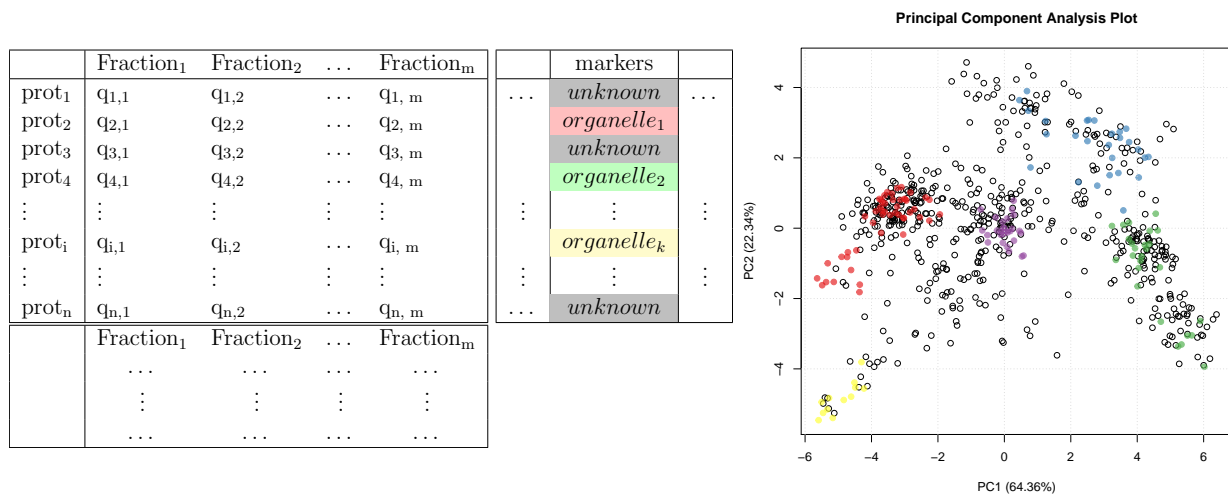 Principal Component Analysis Plot
Fraction₁ Fraction₂ … Fractionₘ markers
prot₁ q₁,₁ q₁,₂ … q₁, ₘ … unknown …
prot₂ q₂,₁ q₂,₂ … q₂, ₘ organelle₁
prot₃ q₃,₁ q₃,₂ … q₃, ₘ unknown
prot₄ q₄,₁ q₄,₂ … q₄, ₘ organelle₂
⋮ ⋮ ⋮ ⋮ ⋮ ⋮ ⋮ ⋮
protᵢ qᵢ,₁ qᵢ,₂ … qᵢ, ₘ organelleₖ
⋮ ⋮ ⋮ ⋮ ⋮ ⋮ ⋮ ⋮
protₙ qₙ,₁ qₙ,₂ … qₙ, ₘ … unknown
Fraction₁ Fraction₂ … Fractionₘ
… … … …
⋮ ⋮ ⋮ ⋮
… … … …
PC2 (22.34%)
4
2
0
−2
−4
−6 −4 −2 0 2 4 6
PC1 (64.36%)